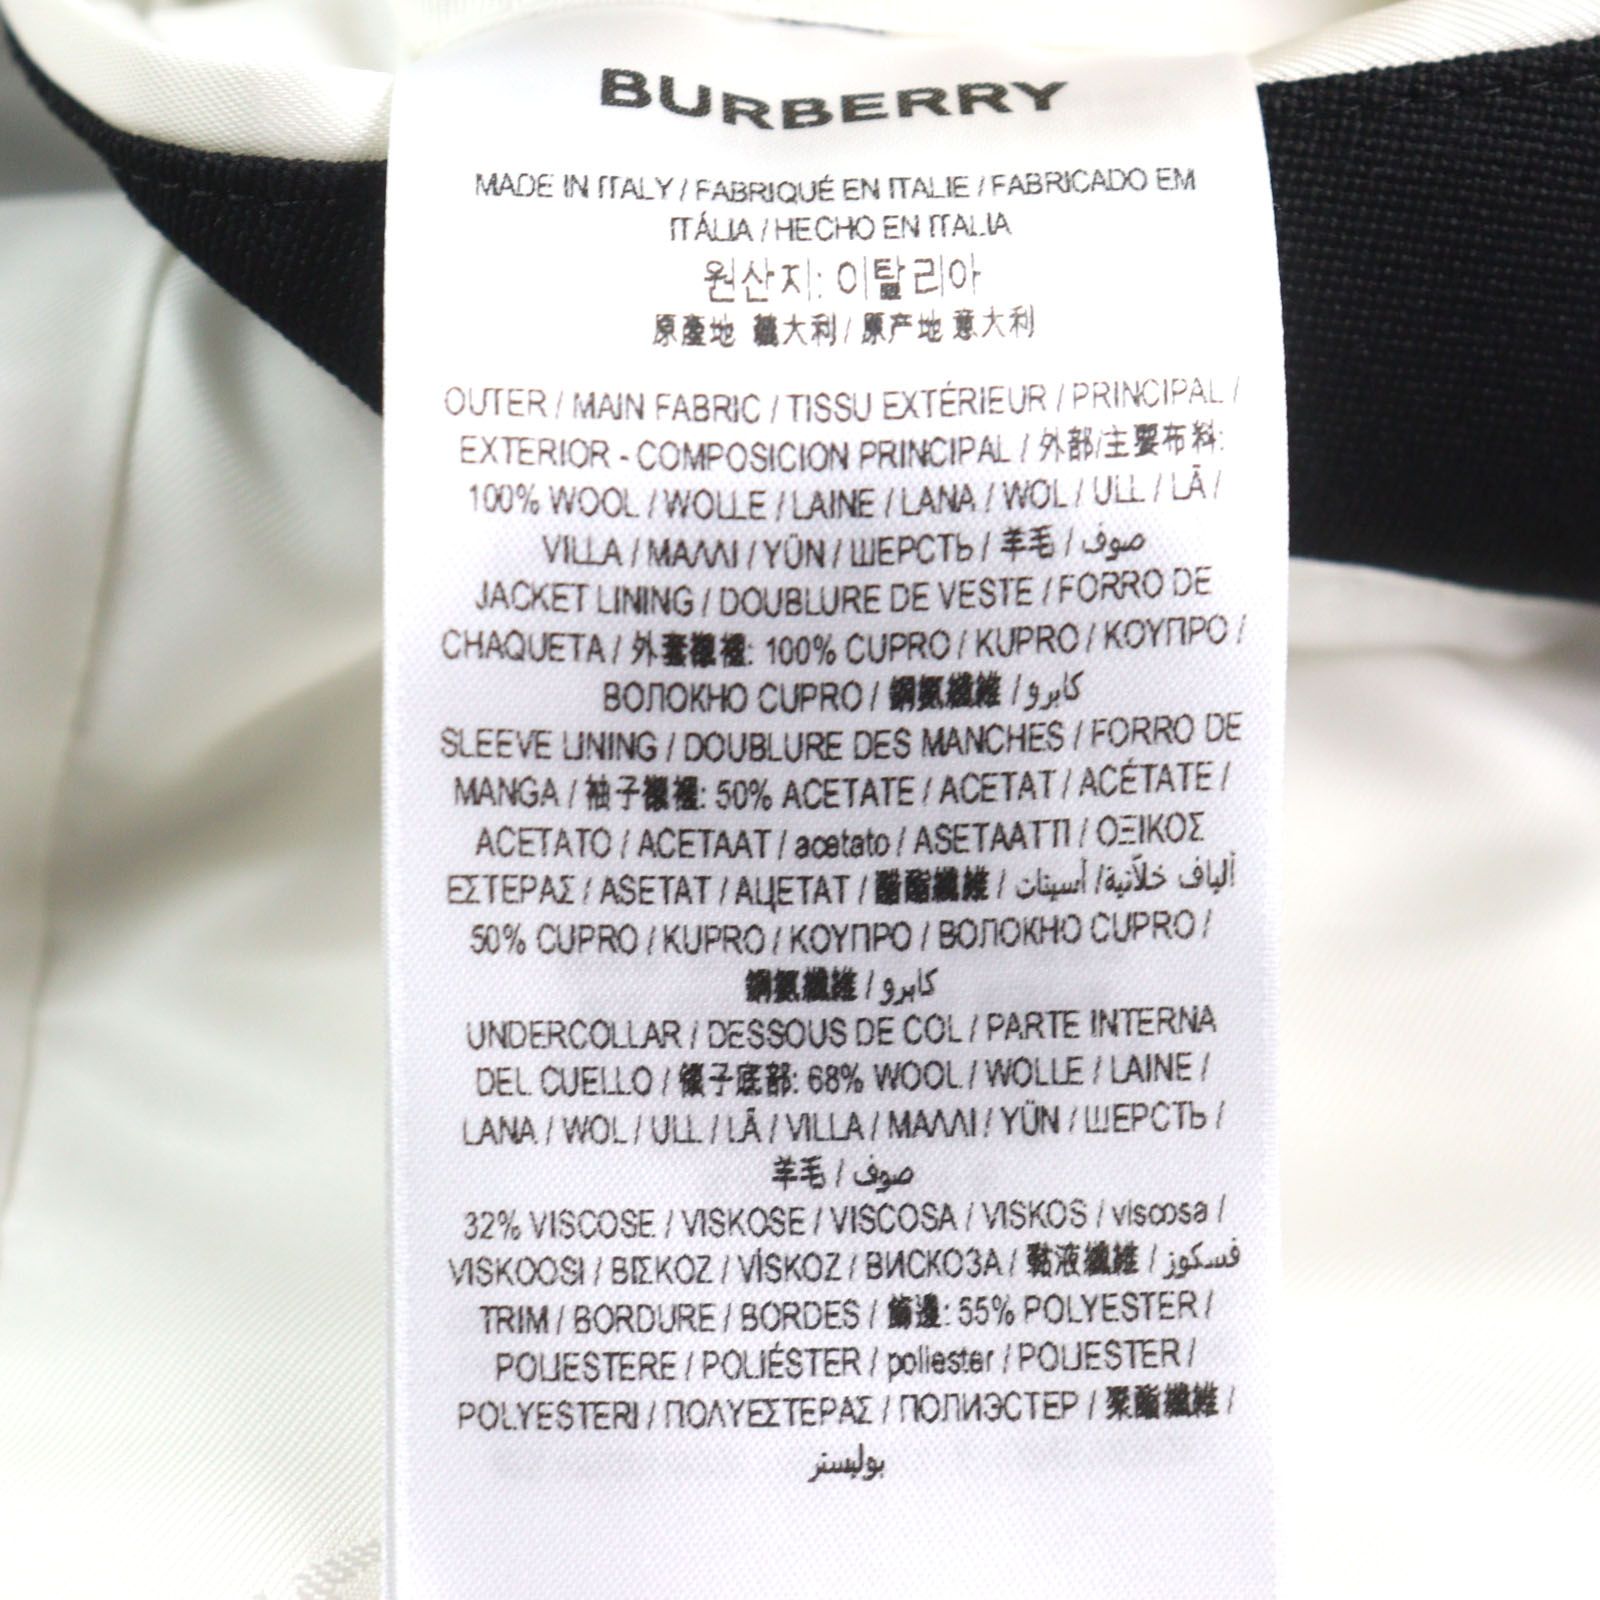 BURBERRY
MADE IN ITALY / FABRIQUÉ EN ITALIE / FABRICADO EM
ITÁLIA / HECHO EN ITALIA
원산지: 이탈리아
原產地 義大利 / 原产地 意大利
OUTER / MAIN FABRIC / TISSU EXTÉRIEUR / PRINCIPAL /
EXTERIOR - COMPOSICION PRINCIPAL / 外部/主要布料:
100% WOOL / WOLLE / LAINE / LANA / WOL / ULL / LÃ /
VILLA / ΜΑΛΛΙ / YÜN / ШЕРСТЬ / 羊毛 / صوف
JACKET LINING / DOUBLURE DE VESTE / FORRO DE
CHAQUETA / 外套襯裡: 100% CUPRO / KUPRO / ΚΟΥΠΡΟ /
ВОЛОКНО CUPRO / 銅氨纖維 / كابرو
SLEEVE LINING / DOUBLURE DES MANCHES / FORRO DE
MANGA / 袖子襯裡: 50% ACETATE / ACETAT / ACÉTATE /
ACETATO / ACETAAT / acetato / ASETAATTI / ΟΞΙΚΟΣ
ΕΣΤΕΡΑΣ / ASETAT / АЦЕТАТ / 醋酯纖維 / ألياف خلاّتية/ أسيتات
50% CUPRO / KUPRO / ΚΟΥΠΡΟ / ВОЛОКНО CUPRO /
銅氨纖維 / كابرو
UNDERCOLLAR / DESSOUS DE COL / PARTE INTERNA
DEL CUELLO / 領子底部: 68% WOOL / WOLLE / LAINE /
LANA / WOL / ULL / LÃ / VILLA / ΜΑΛΛΙ / YÜN / ШЕРСТЬ /
羊毛 / صوف
32% VISCOSE / VISKOSE / VISCOSA / VISKOS / viscosa /
VISKOOSI / ΒΙΣΚΟΖ / VİSKOZ / ВИСКОЗА / 黏液纖維 / فسكوز
TRIM / BORDURE / BORDES / 飾邊: 55% POLYESTER /
POLIESTERE / POLIÉSTER / poliester / POLIESTER /
POLYESTERI / ΠΟΛΥΕΣΤΕΡΑΣ / ПОЛИЭСТЕР / 聚酯纖維 /
بوليستر